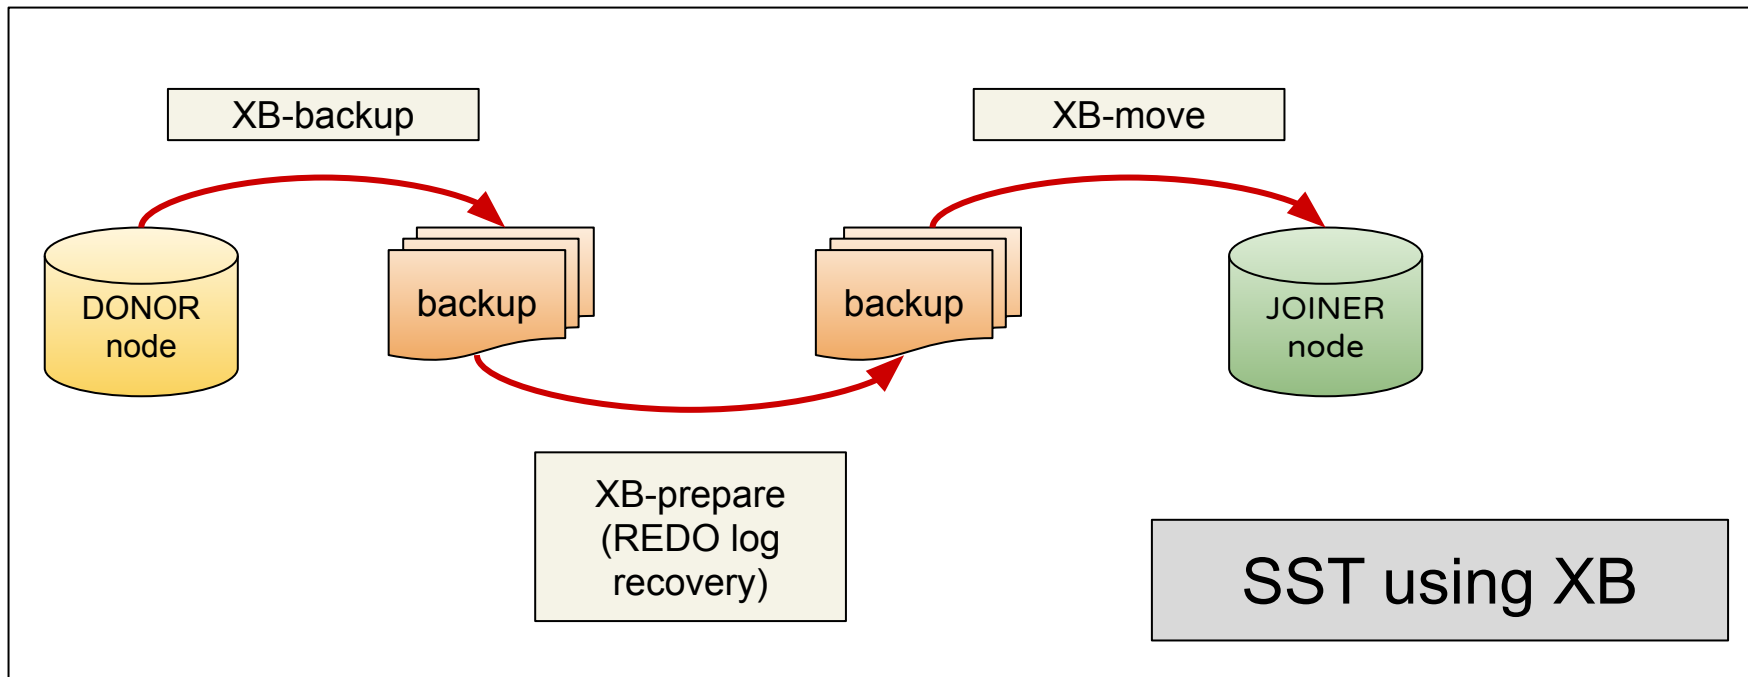 XB-backup
XB-move
DONOR
node
backup
backup
JOINER
node
XB-prepare
(REDO log
recovery)
SST using XB